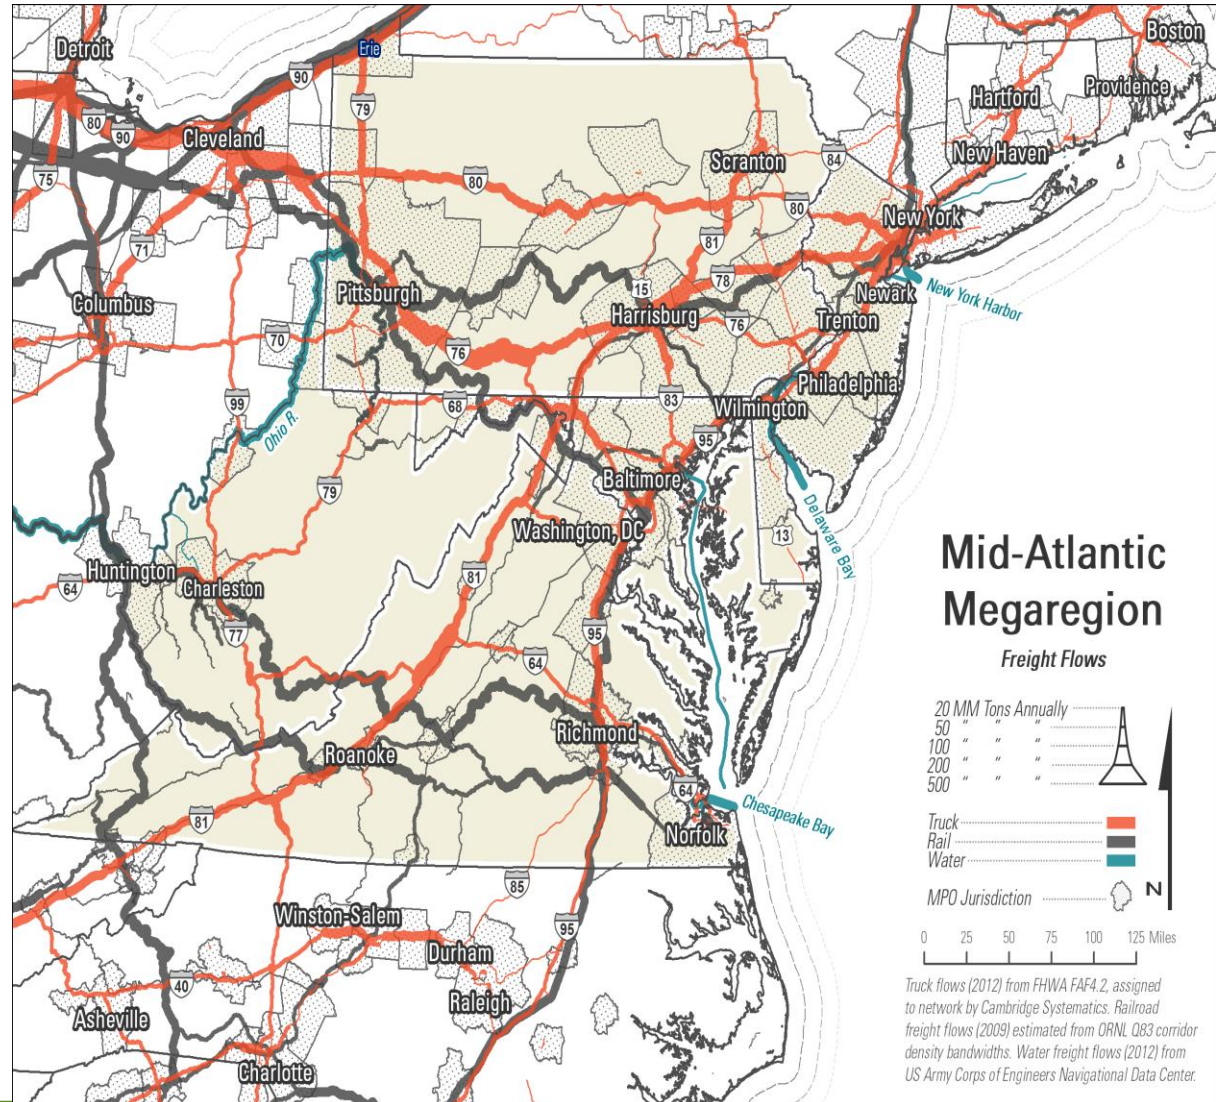 Detroit
Erie
90
Boston
79
80
90
Cleveland
Hartford
Providence
75
Scranton
84
New Haven
80
80
71
New York
81
78
Columbus
Pittsburgh
15
Newark
New York Harbor
Harrisburg
76
Trenton
70
76
Philadelphia
99
68
83
Wilmington
Ohio R.
95
79
Baltimore
Washington, DC
13
Delaware Bay
Huntington
64
Charleston
81
77
95
64
Richmond
Roanoke
64
Chesapeake Bay
81
Norfolk
85
Winston-Salem
95
Durham
40
Raleigh
Asheville
Charlotte
Mid-Atlantic
Megaregion
Freight Flows
20 MM Tons Annually
50 " " "
100 " " "
200 " " "
500 " " "
Truck
Rail
Water
MPO Jurisdiction
N
0 25 50 75 100 125 Miles
Truck flows (2012) from FHWA FAF4.2, assigned
to network by Cambridge Systematics. Railroad
freight flows (2009) estimated from ORNL Q83 corridor
density bandwidths. Water freight flows (2012) from
US Army Corps of Engineers Navigational Data Center.